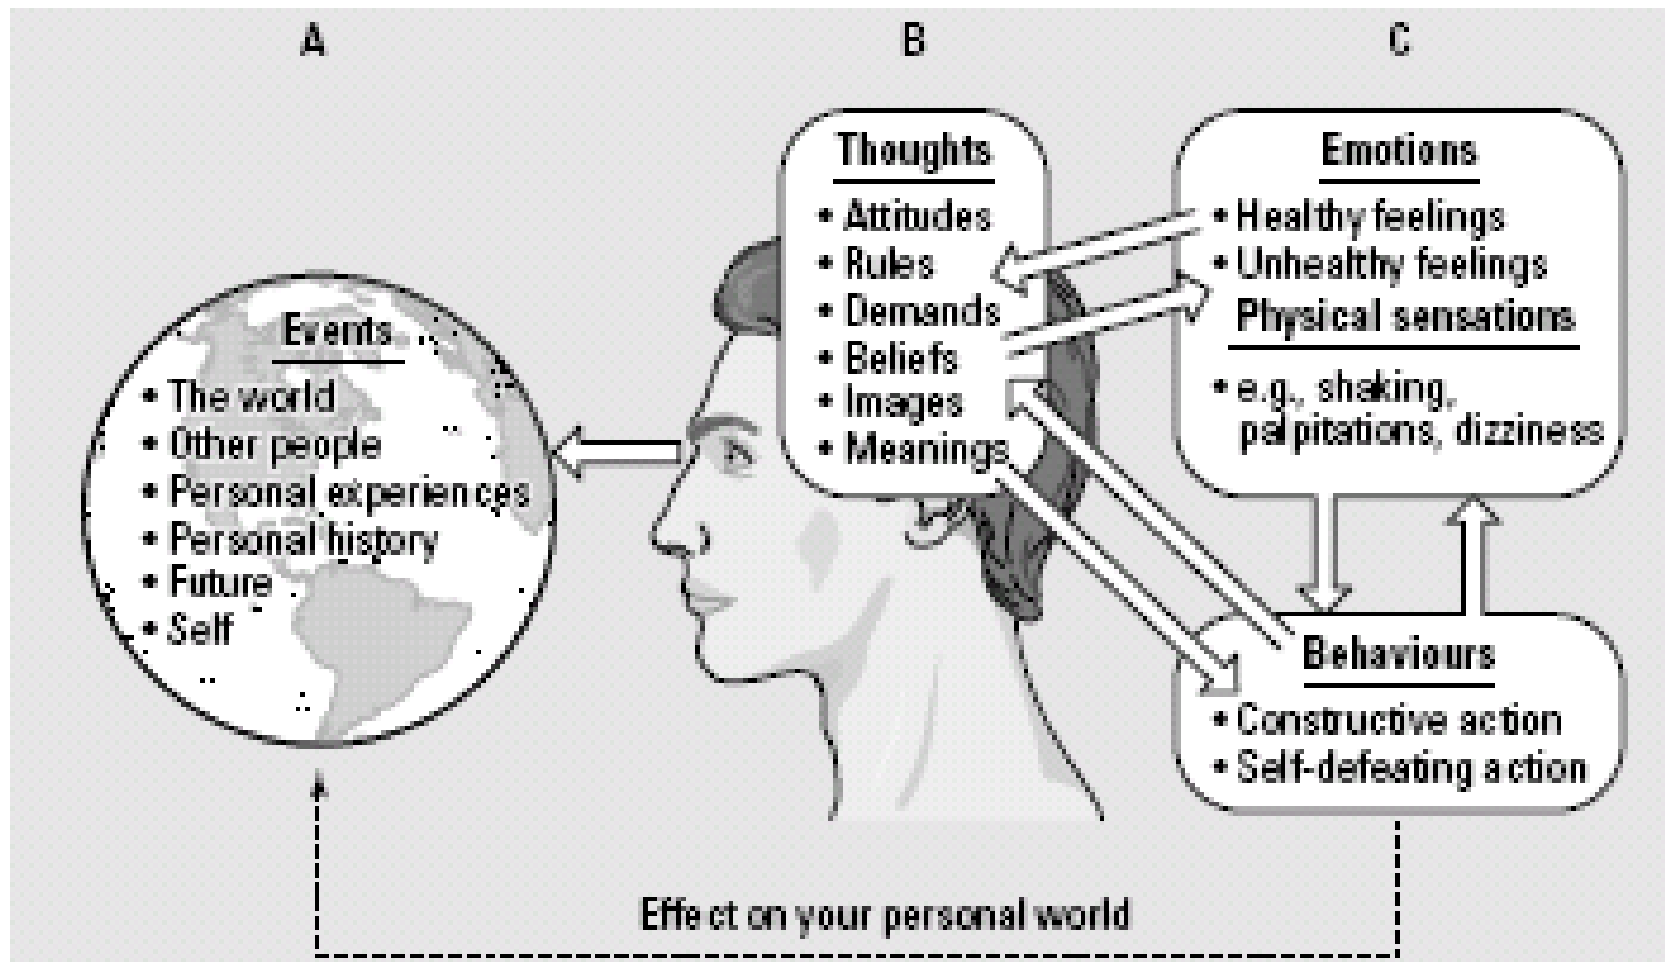 A
B
C
Events
• The world
• Other people
• Personal experiences
• Personal history
• Future
• Self
Thoughts
• Attitudes
• Rules
• Demands
• Beliefs
• Images
• Meanings
Emotions
• Healthy feelings
• Unhealthy feelings
Physical sensations
• e.g., shaking,
palpitations, dizziness
Behaviours
• Constructive action
• Self-defeating action
Effect on your personal world